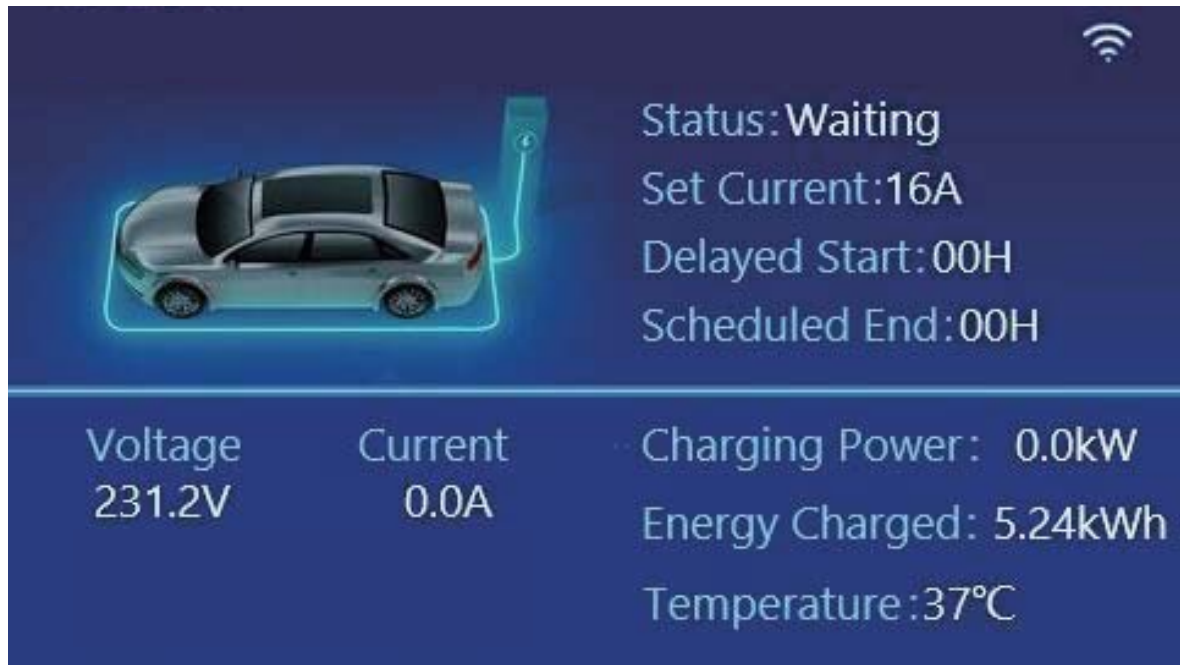 Status:Waiting
Set Current:16A
Delayed Start:00H
Scheduled End:00H
Voltage
Current
231.2V
0.0A
Charging Power: 0.0kW
Energy Charged: 5.24kWh
Temperature:37℃